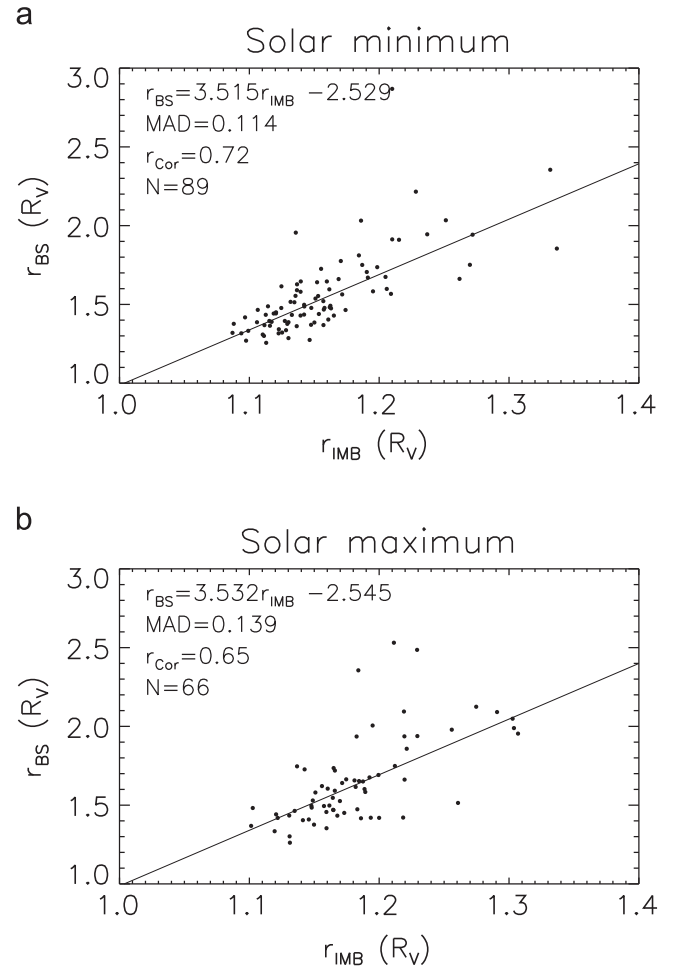 a
Solar minimum
3.0
2.5
2.0
1.5
1.0
r_BS (R_V)
r_BS=3.515r_IMB −2.529
MAD=0.114
r_Cor=0.72
N=89
1.0 1.1 1.2 1.3 1.4
r_IMB (R_V)
b
Solar maximum
3.0
2.5
2.0
1.5
1.0
r_BS (R_V)
r_BS=3.532r_IMB −2.545
MAD=0.139
r_Cor=0.65
N=66
1.0 1.1 1.2 1.3 1.4
r_IMB (R_V)